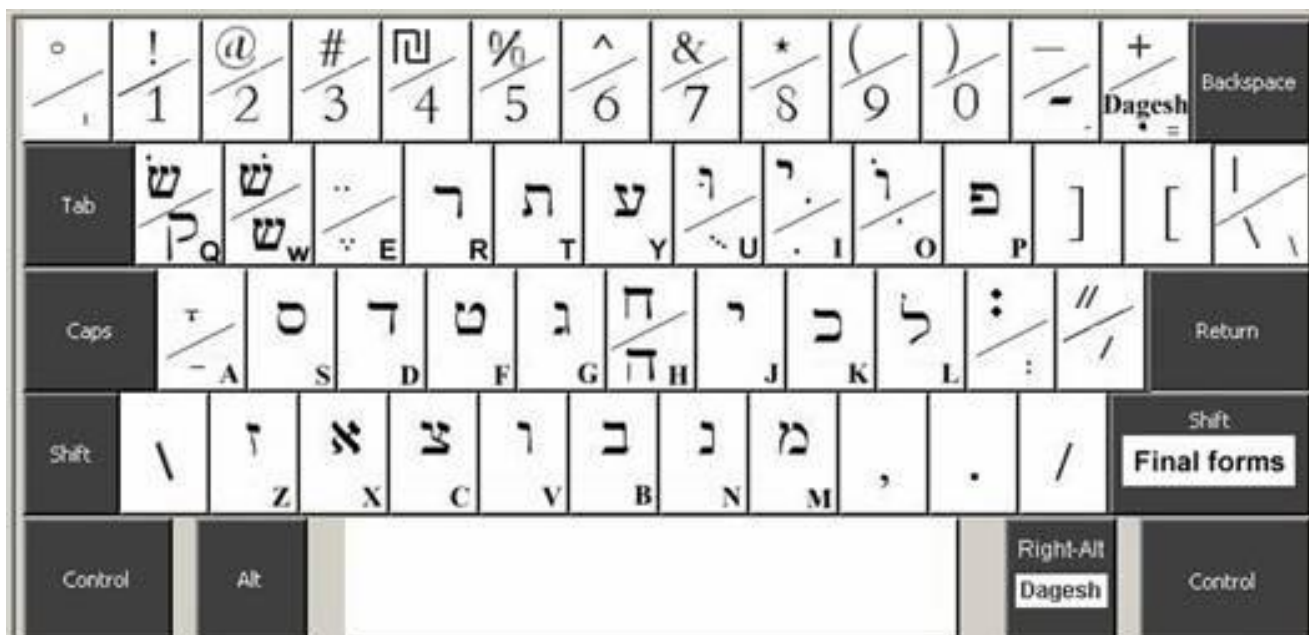 ° ! @ # ₪ % ^ & * ( ) — + Backspace
ˌ 1 2 3 4 5 6 7 8 9 0 - - Dagesh • =
Tab שׂ שׁ ֵ ר ת ע וּ י ִ וֹ פ ] [ |
ק Q ש W ֶ E R T Y ֻ U ִ I ֹ O P \ \
Caps ָ ס ד ט ג ח י כ ל : // Return
ַ A S D F G ה H J K L : /
Shift \ ז א צ ו ב נ מ , . / Shift
Z X C V B N M Final forms
Control Alt Right-Alt Control
Dagesh